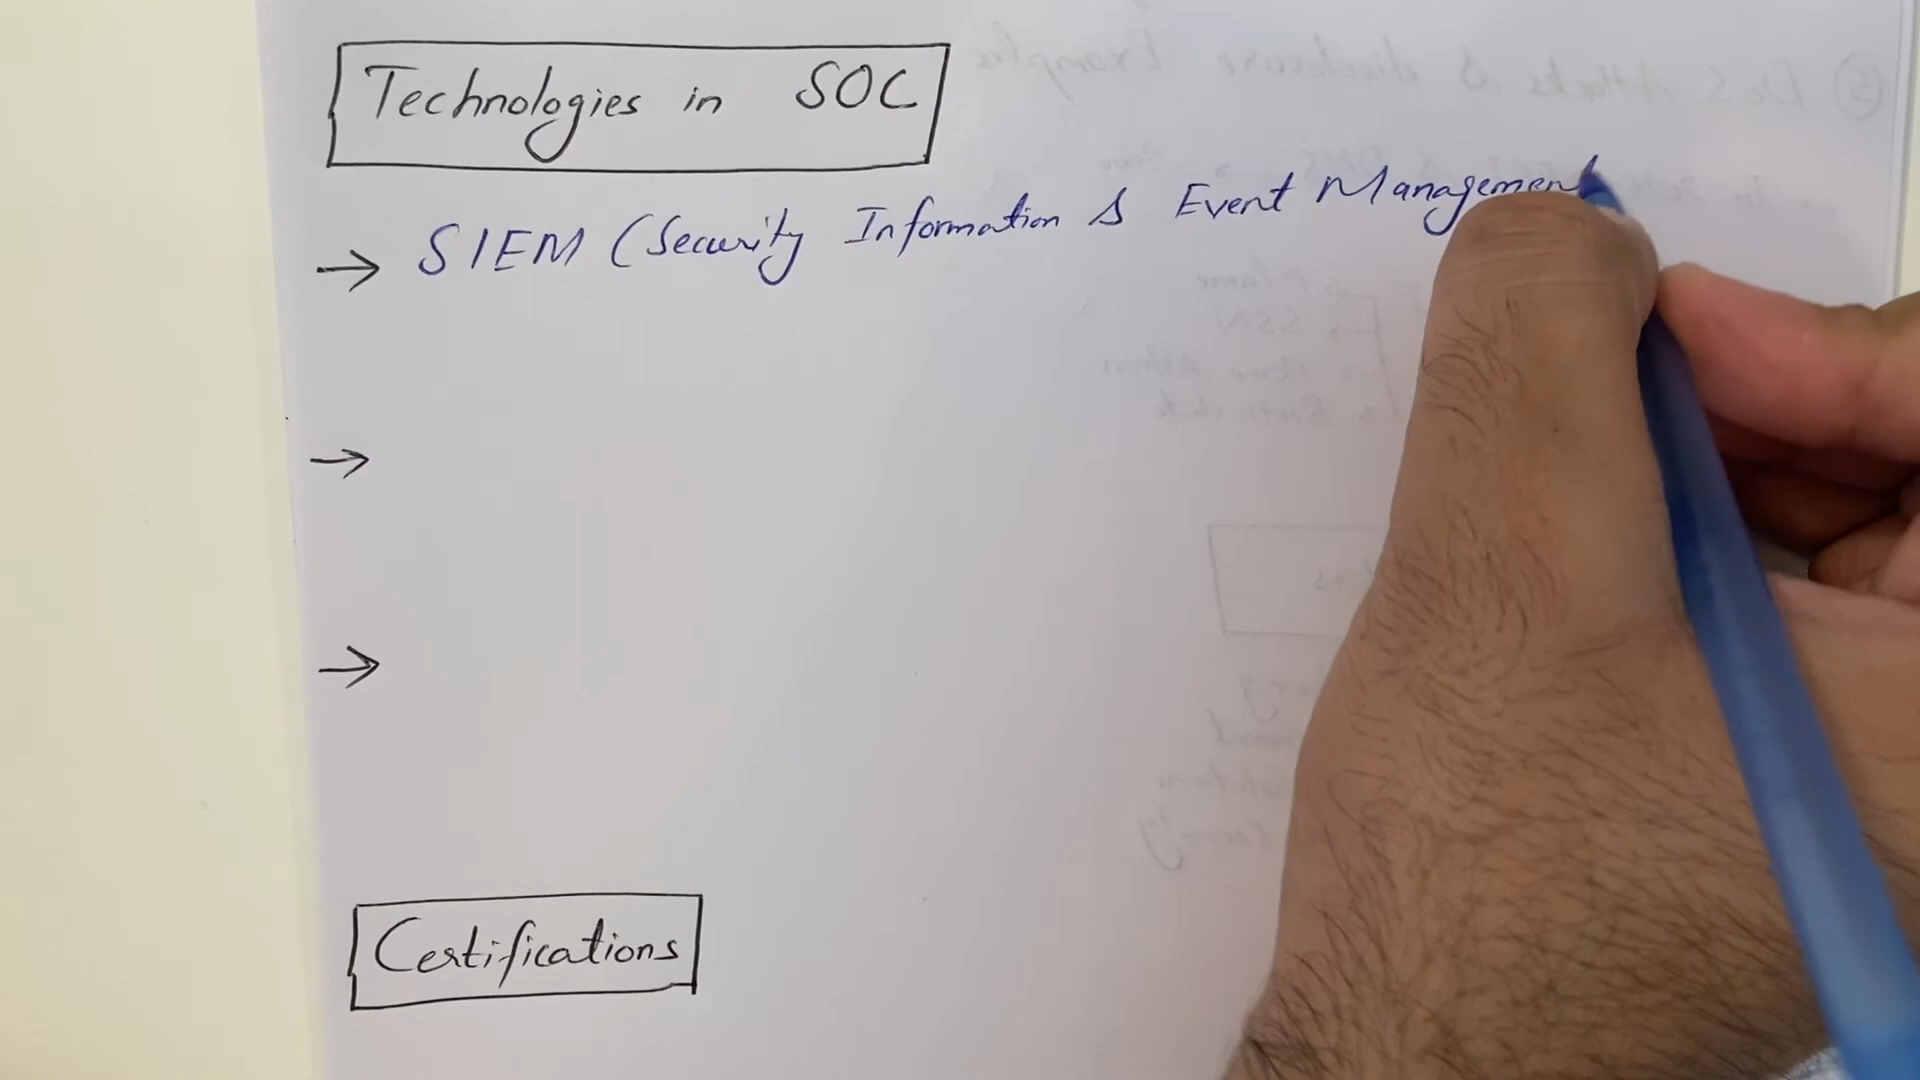 Technologies in SOC
→ SIEM (Security Information & Event Management
→
→
Certifications